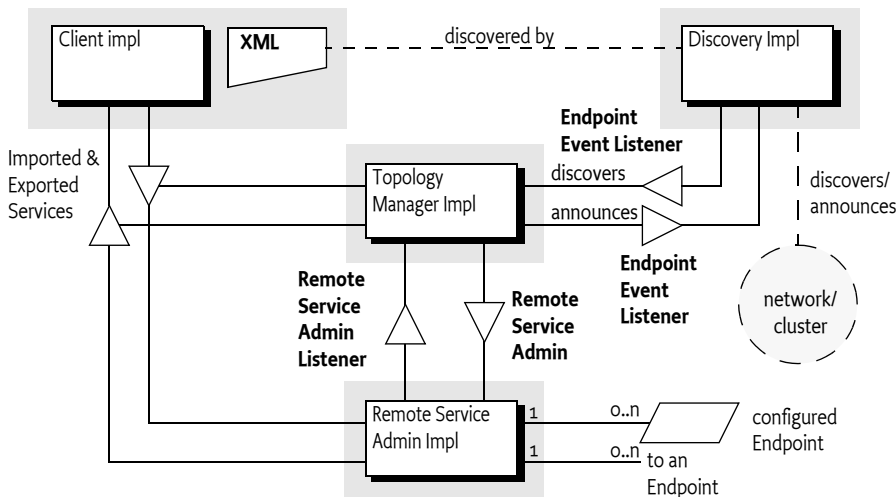 Client impl
XML
discovered by
Discovery Impl
Endpoint
Event Listener
Imported &
Exported
Services
Topology
Manager Impl
discovers
announces
discovers/
announces
Endpoint
Event
Listener
Remote
Service
Admin
Listener
Remote
Service
Admin
network/
cluster
Remote Service
Admin Impl
1
0..n
1
0..n
configured
Endpoint
to an
Endpoint